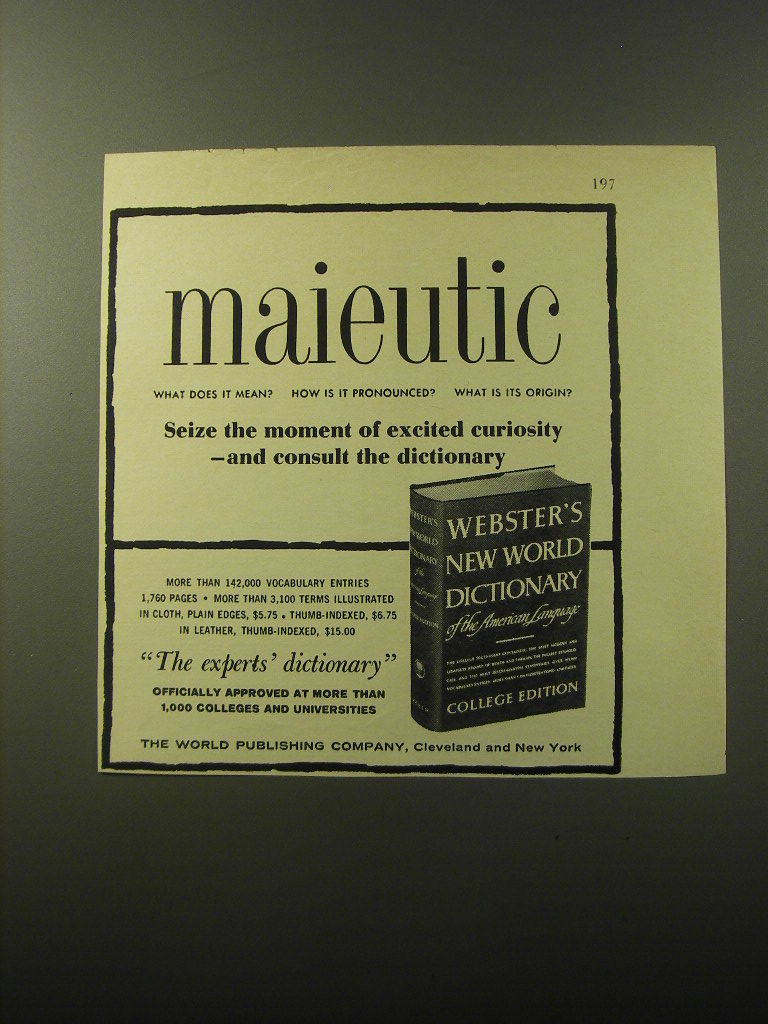 197
maieutic
WHAT DOES IT MEAN? HOW IS IT PRONOUNCED? WHAT IS ITS ORIGIN?
Seize the moment of excited curiosity
—and consult the dictionary
MORE THAN 142,000 VOCABULARY ENTRIES
1,760 PAGES • MORE THAN 3,100 TERMS ILLUSTRATED
IN CLOTH, PLAIN EDGES, $5.75 • THUMB-INDEXED, $6.75
IN LEATHER, THUMB-INDEXED, $15.00
"The experts' dictionary"
OFFICIALLY APPROVED AT MORE THAN
1,000 COLLEGES AND UNIVERSITIES
WEBSTER'S
NEW WORLD
DICTIONARY
of the American Language
COLLEGE EDITION
THE WORLD PUBLISHING COMPANY, Cleveland and New York